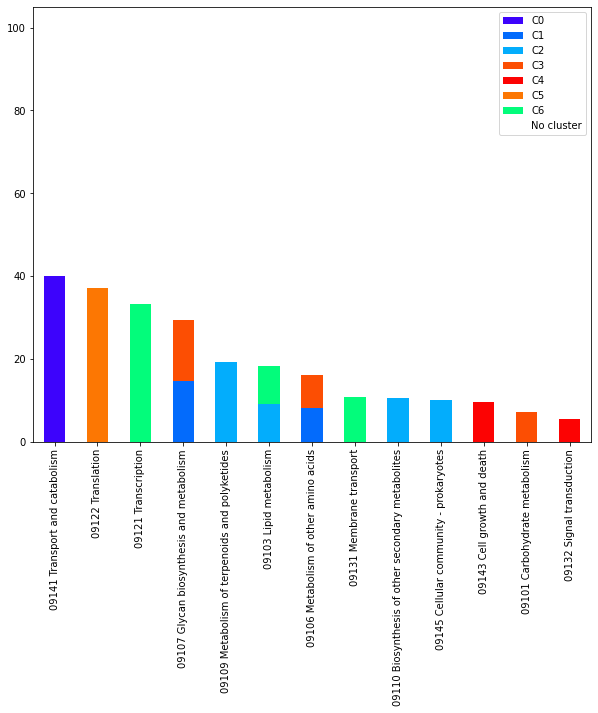 100
80
60
40
20
0
C0
C1
C2
C3
C4
C5
C6
No cluster
09141 Transport and catabolism
09122 Translation
09121 Transcription
09107 Glycan biosynthesis and metabolism
09109 Metabolism of terpenoids and polyketides
09103 Lipid metabolism
09106 Metabolism of other amino acids
09131 Membrane transport
09110 Biosynthesis of other secondary metabolites
09145 Cellular community - prokaryotes
09143 Cell growth and death
09101 Carbohydrate metabolism
09132 Signal transduction